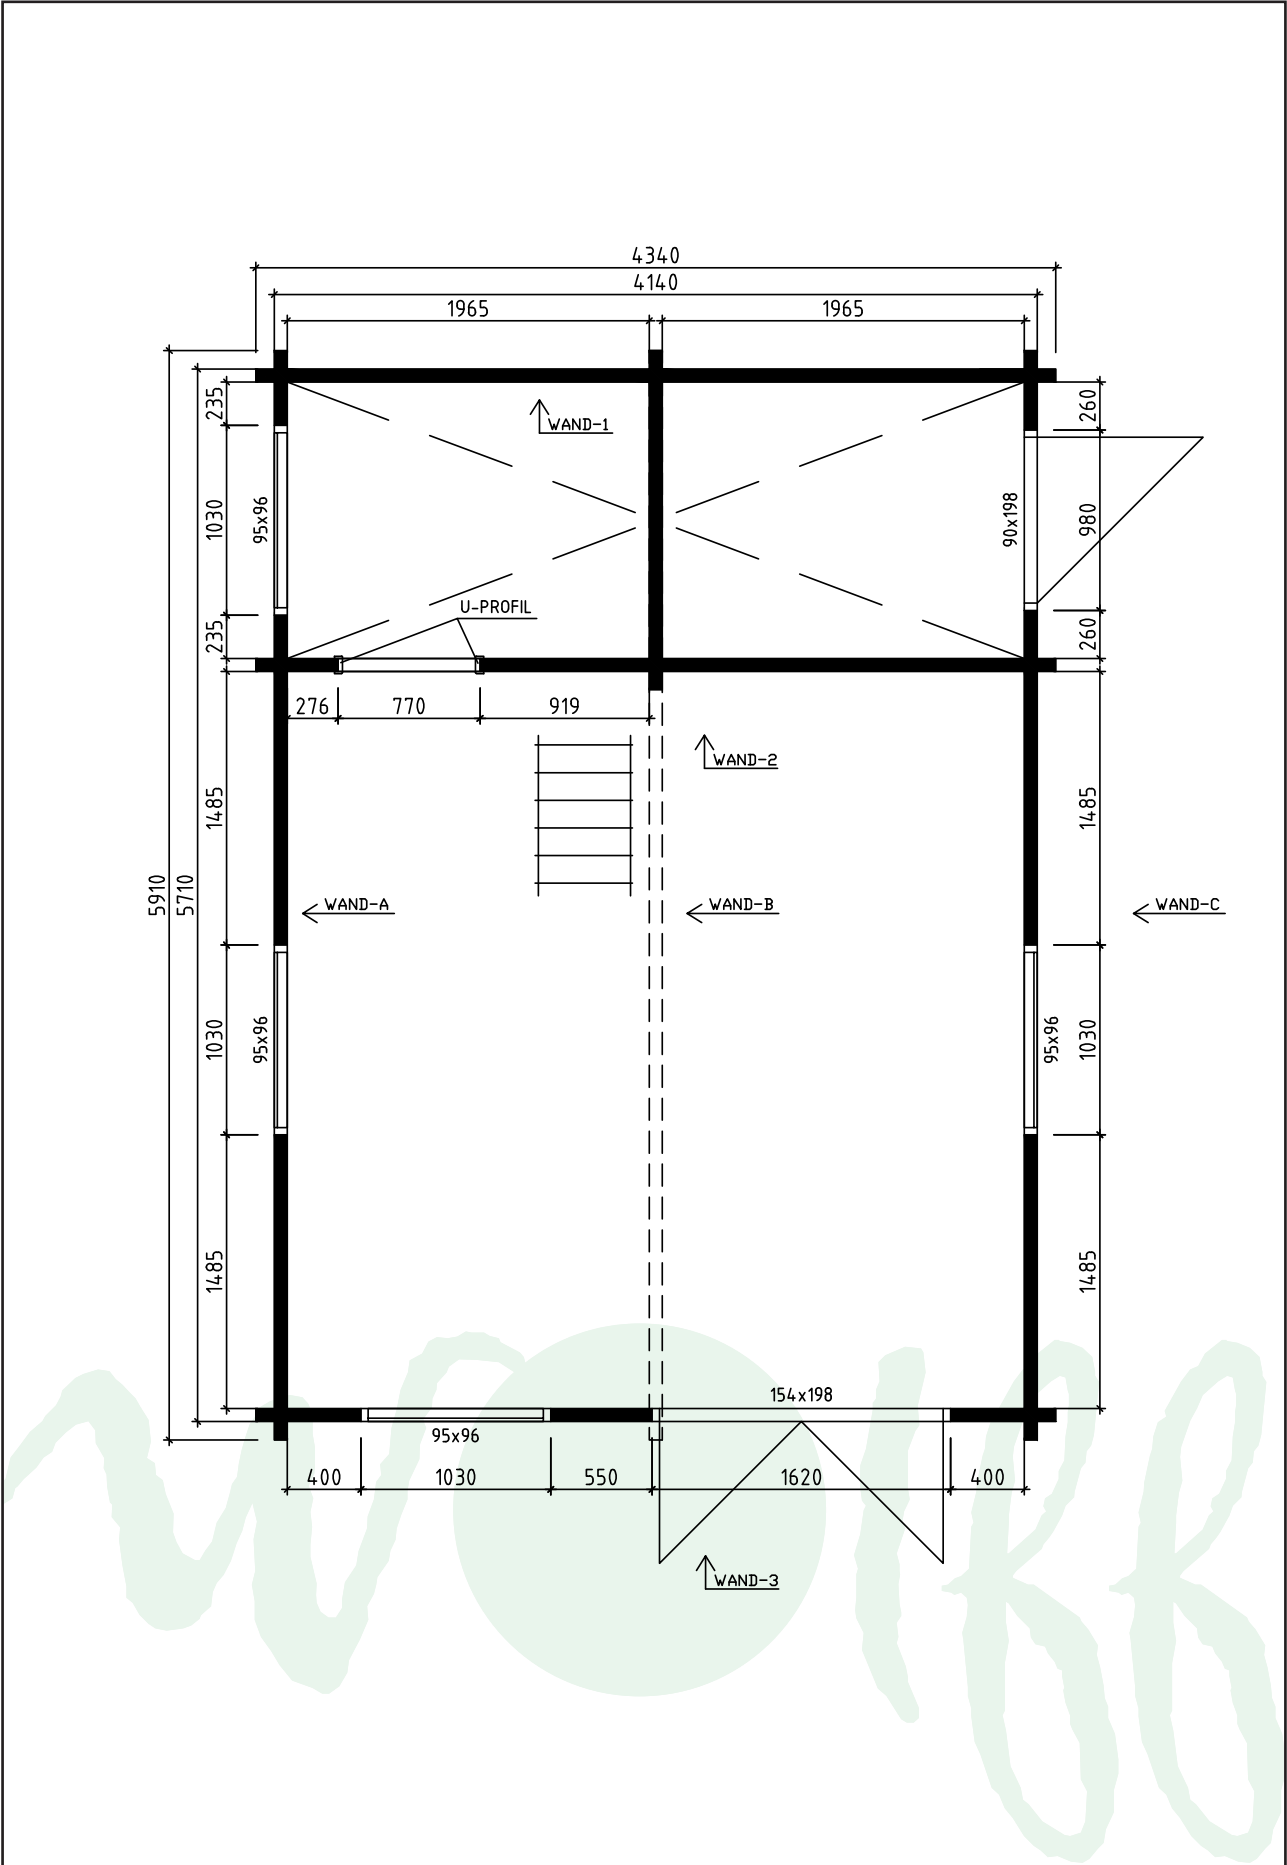 4340
4140
1965 1965
235 260
WAND-1
1030 95x96 90x198 980
U-PROFIL
235 260
276 770 919
WAND-2
1485 1485
5910 5710
WAND-A WAND-B WAND-C
1030 95x96 95x96 1030
1485 1485
154x198
95x96
400 1030 550 1620 400
WAND-3
wolff